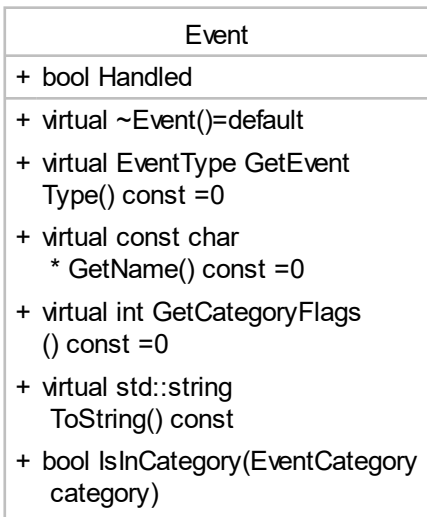 Event
+ bool Handled
+ virtual ~Event()=default
+ virtual EventType GetEvent
Type() const =0
+ virtual const char
* GetName() const =0
+ virtual int GetCategoryFlags
() const =0
+ virtual std::string
ToString() const
+ bool IsInCategory(EventCategory
category)